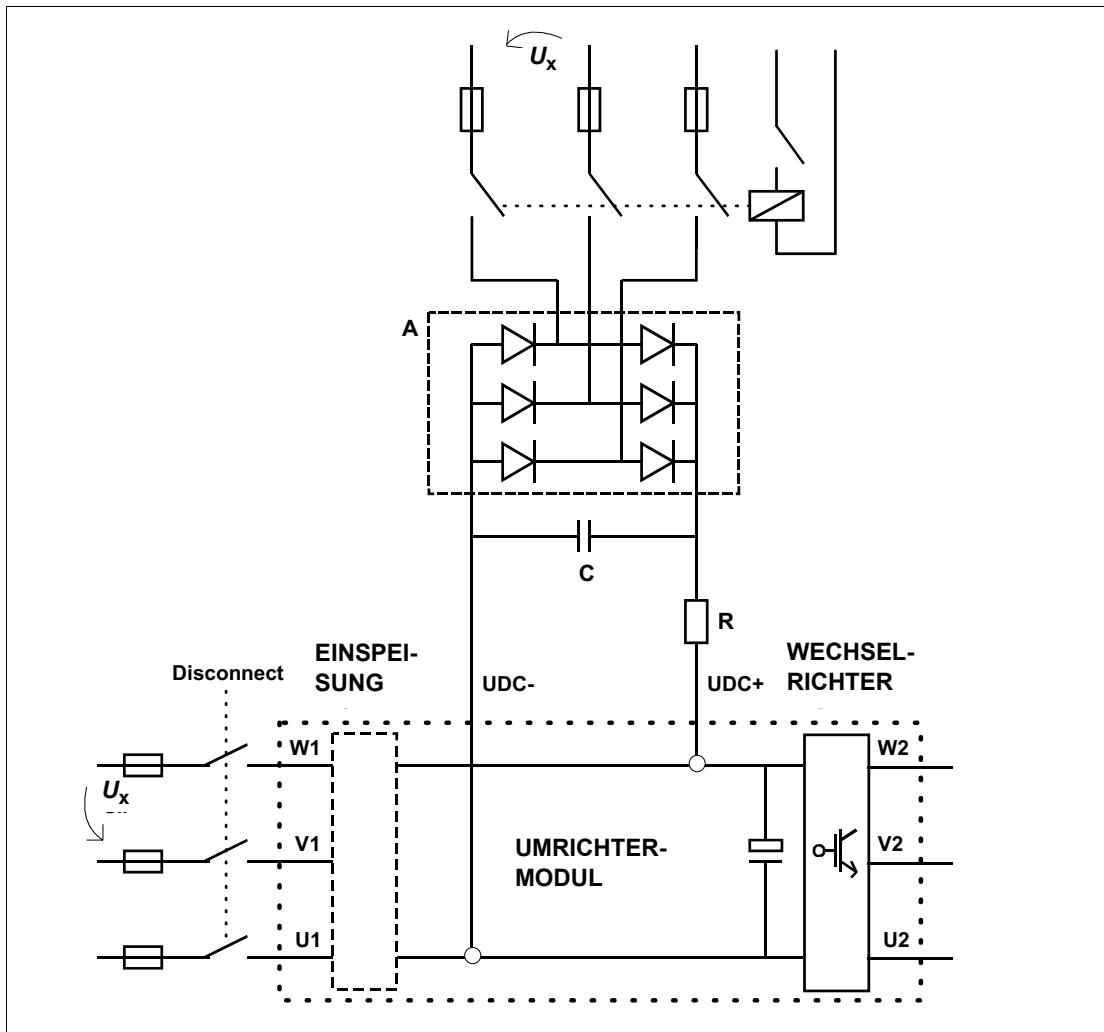 Ux
A
C
R
EINSPEI-
SUNG
WECHSEL-
RICHTER
Disconnect
UDC-
UDC+
W1
W2
Ux
V1
UMRICHTER-
MODUL
V2
U1
U2